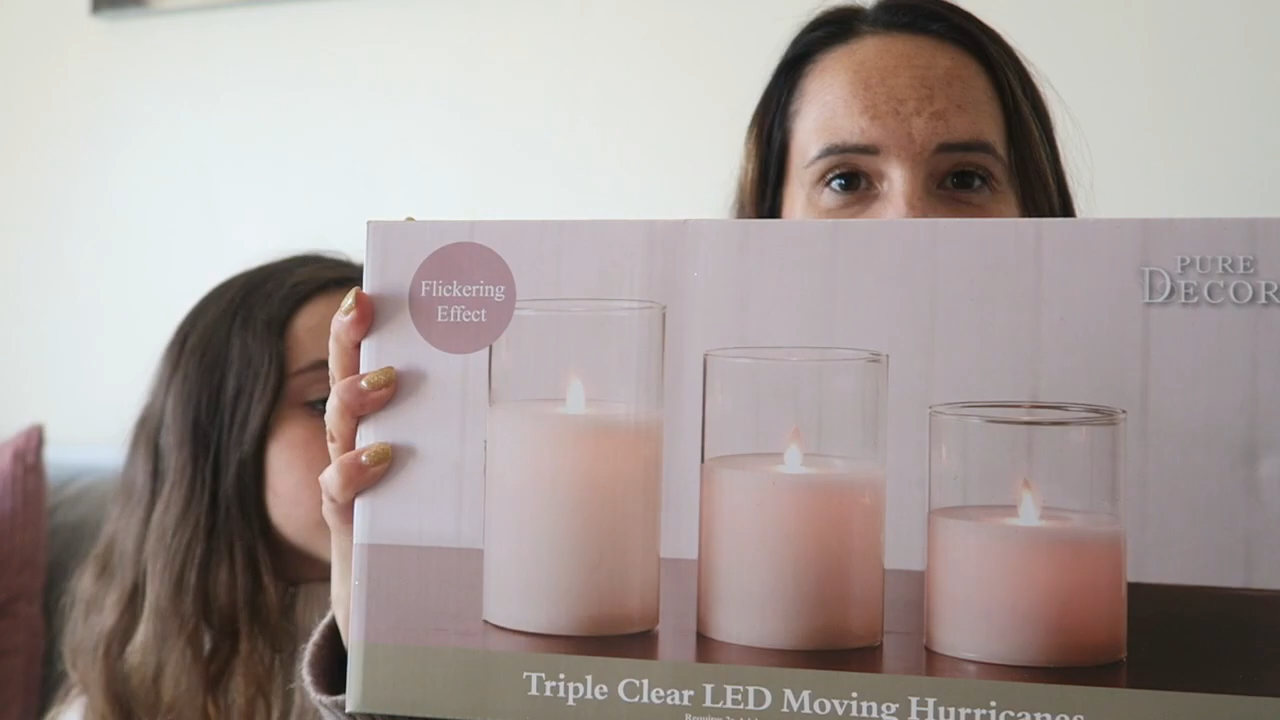 Flickering
Effect
PURE
DECOR
Triple Clear LED Moving Hurricanes